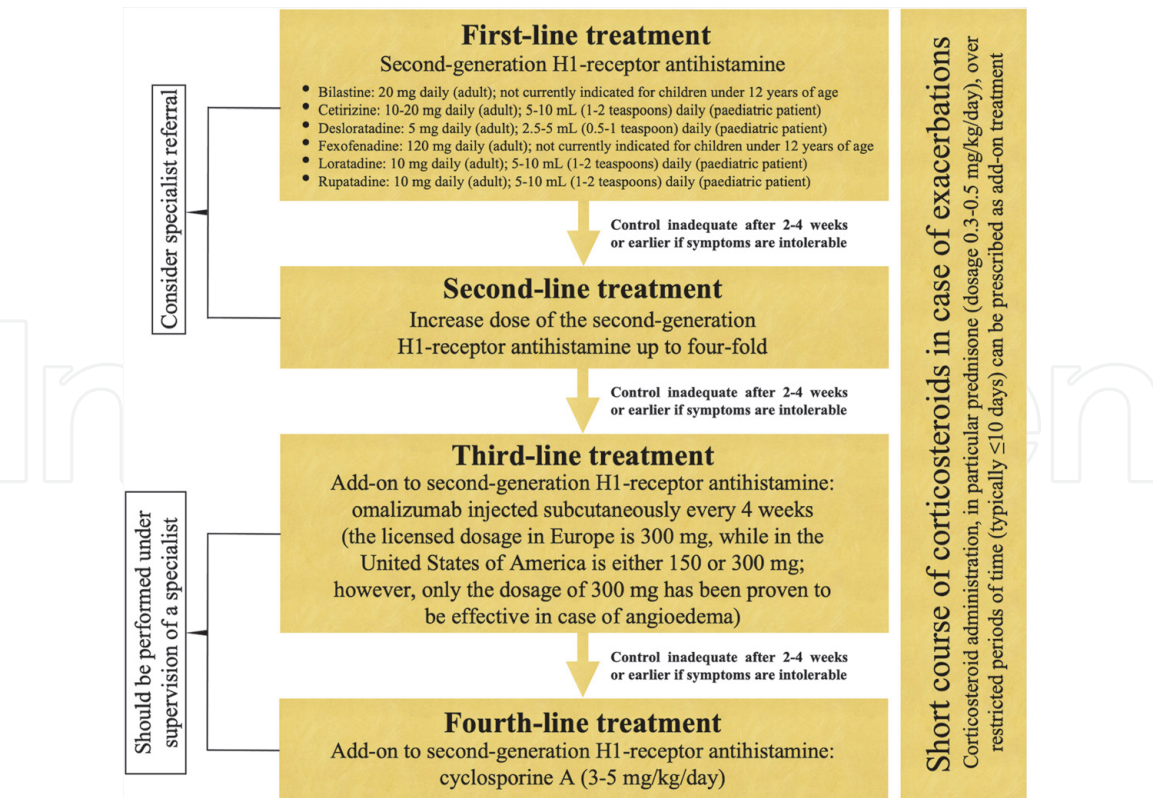 First-line treatment
Second-generation H1-receptor antihistamine
• Bilastine: 20 mg daily (adult); not currently indicated for children under 12 years of age
• Cetirizine: 10-20 mg daily (adult); 5-10 mL (1-2 teaspoons) daily (paediatric patient)
• Desloratadine: 5 mg daily (adult); 2.5-5 mL (0.5-1 teaspoon) daily (paediatric patient)
• Fexofenadine: 120 mg daily (adult); not currently indicated for children under 12 years of age
• Loratadine: 10 mg daily (adult); 5-10 mL (1-2 teaspoons) daily (paediatric patient)
• Rupatadine: 10 mg daily (adult); 5-10 mL (1-2 teaspoons) daily (paediatric patient)
Control inadequate after 2-4 weeks
or earlier if symptoms are intolerable
Consider specialist referral
Second-line treatment
Increase dose of the second-generation
H1-receptor antihistamine up to four-fold
Control inadequate after 2-4 weeks
or earlier if symptoms are intolerable
Third-line treatment
Add-on to second-generation H1-receptor antihistamine:
omalizumab injected subcutaneously every 4 weeks
(the licensed dosage in Europe is 300 mg, while in the
United States of America is either 150 or 300 mg;
however, only the dosage of 300 mg has been proven to
be effective in case of angioedema)
Should be performed under
supervision of a specialist
Control inadequate after 2-4 weeks
or earlier if symptoms are intolerable
Fourth-line treatment
Add-on to second-generation H1-receptor antihistamine:
cyclosporine A (3-5 mg/kg/day)
Short course of corticosteroids in case of exacerbations
Corticosteroid administration, in particular prednisone (dosage 0.3-0.5 mg/kg/day), over
restricted periods of time (typically ≤10 days) can be prescribed as add-on treatment